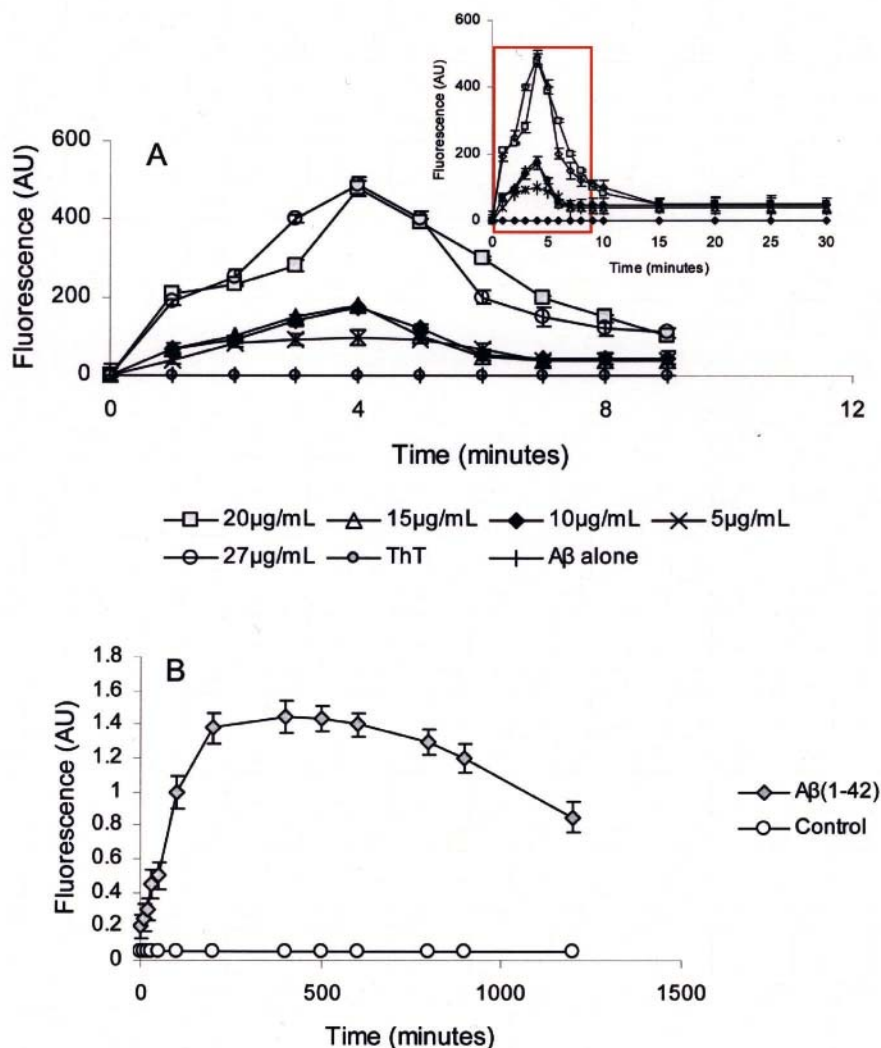 A
Fluorescence (AU)
600
400
200
0
0
4
8
12
Time (minutes)
Fluorescence (AU)
600
400
200
0
0
5
10
15
20
25
30
Time (minutes)
20µg/mL
15µg/mL
10µg/mL
5µg/mL
27µg/mL
ThT
Aβ alone
B
Fluorescence (AU)
1.8
1.6
1.4
1.2
1
0.8
0.6
0.4
0.2
0
0
500
1000
1500
Time (minutes)
Aβ(1-42)
Control